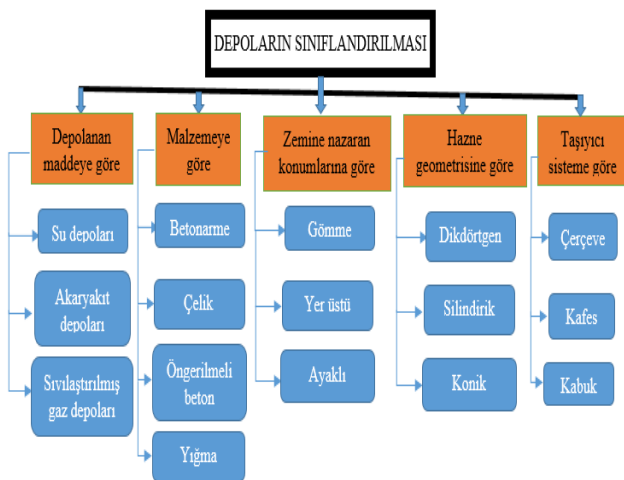 DEPOLARIN SINIFLANDIRILMASI
Depolanan
maddeye göre
Su depoları
Akaryakıt
depoları
Sıvılaştırılmış
gaz depoları
Malzemeye
göre
Betonarme
Çelik
Öngerilmeli
beton
Yığma
Zemine nazaran
konumlarına göre
Gömme
Yer üstü
Ayaklı
Hazne
geometrisine göre
Dikdörtgen
Silindirik
Konik
Taşıyıcı
sisteme göre
Çerçeve
Kafes
Kabuk